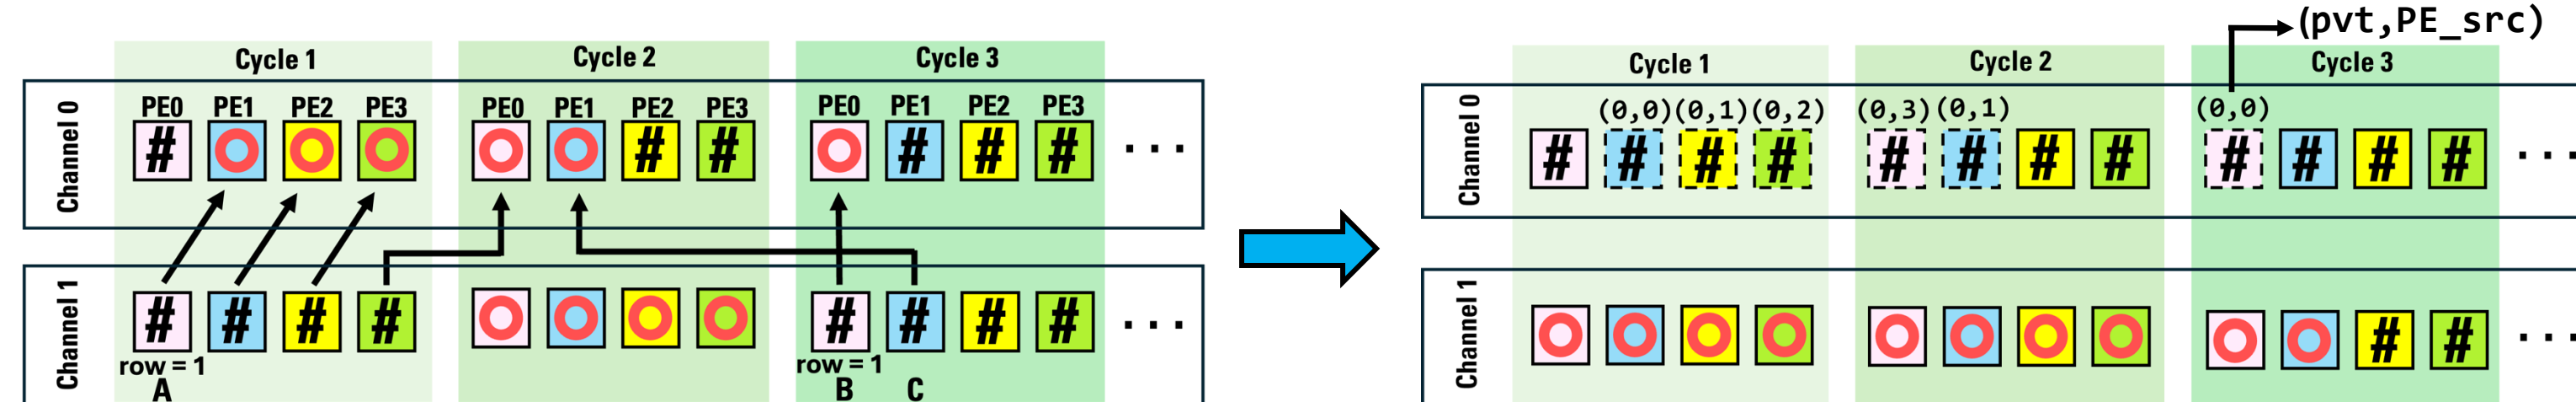 (pvt,PE_src)
Cycle 1 Cycle 2 Cycle 3
Channel 0
PE0 PE1 PE2 PE3 PE0 PE1 PE2 PE3 PE0 PE1 PE2 PE3
# # # # # # ...
Channel 1
# # # # # # # # ...
row = 1 row = 1
A B C
Cycle 1 Cycle 2 Cycle 3
Channel 0
(0,0) (0,1) (0,2) (0,3) (0,1) (0,0)
# # # # # # # # # # # # ...
Channel 1
# # ...